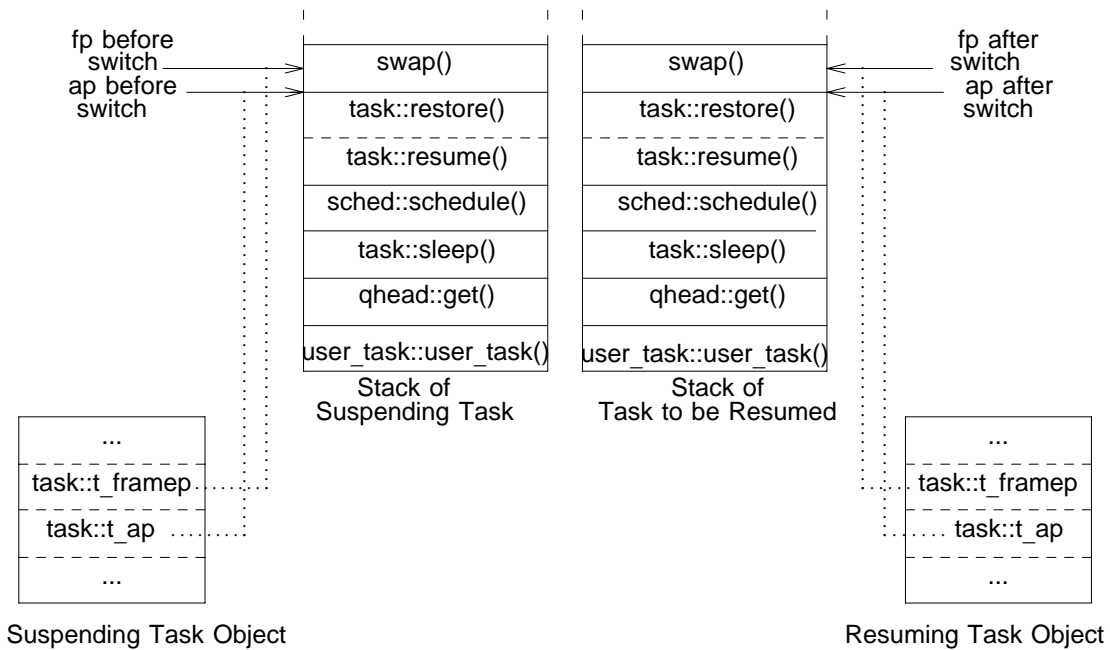 fp before
switch
ap before
switch
swap()
task::restore()
task::resume()
sched::schedule()
task::sleep()
qhead::get()
user_task::user_task()
Stack of
Suspending Task
swap()
task::restore()
task::resume()
sched::schedule()
task::sleep()
qhead::get()
user_task::user_task()
Stack of
Task to be Resumed
fp after
switch
ap after
switch
...
task::t_framep
task::t_ap
...
Suspending Task Object
...
task::t_framep
task::t_ap
...
Resuming Task Object